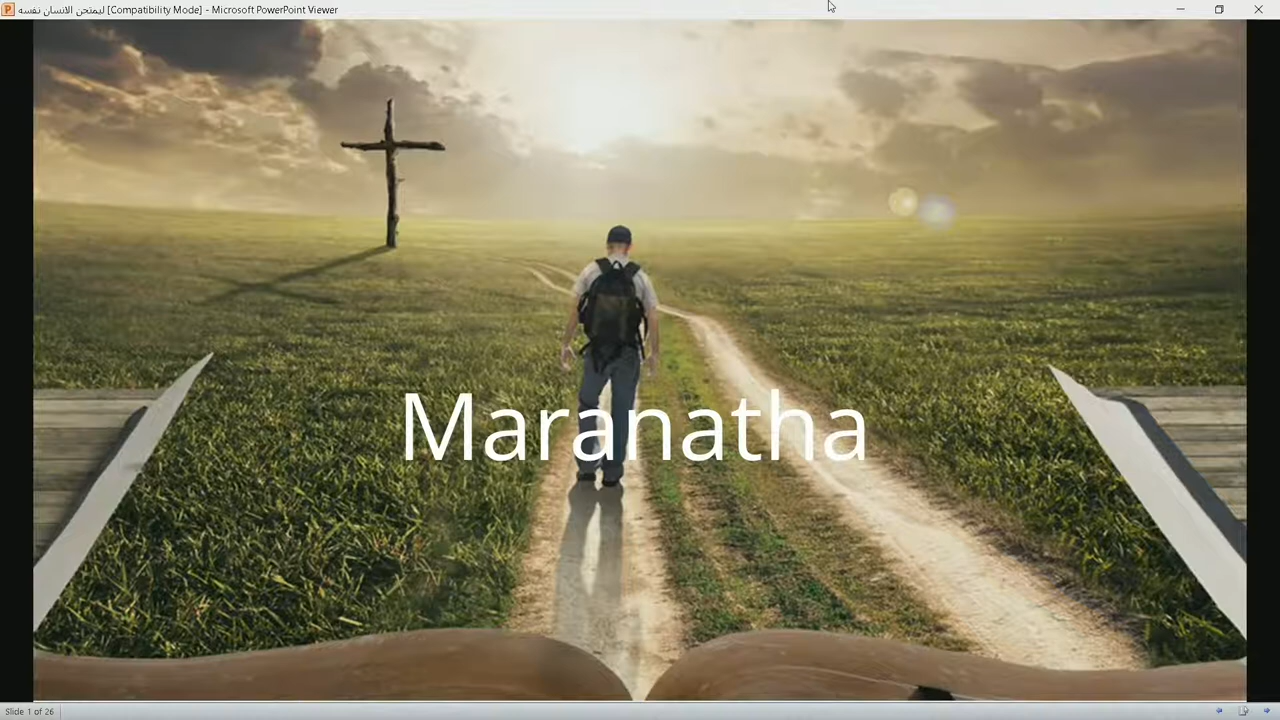 ليمتحن الانسان نفسه [Compatibility Mode] - Microsoft PowerPoint Viewer
Maranatha
Slide 1 of 26